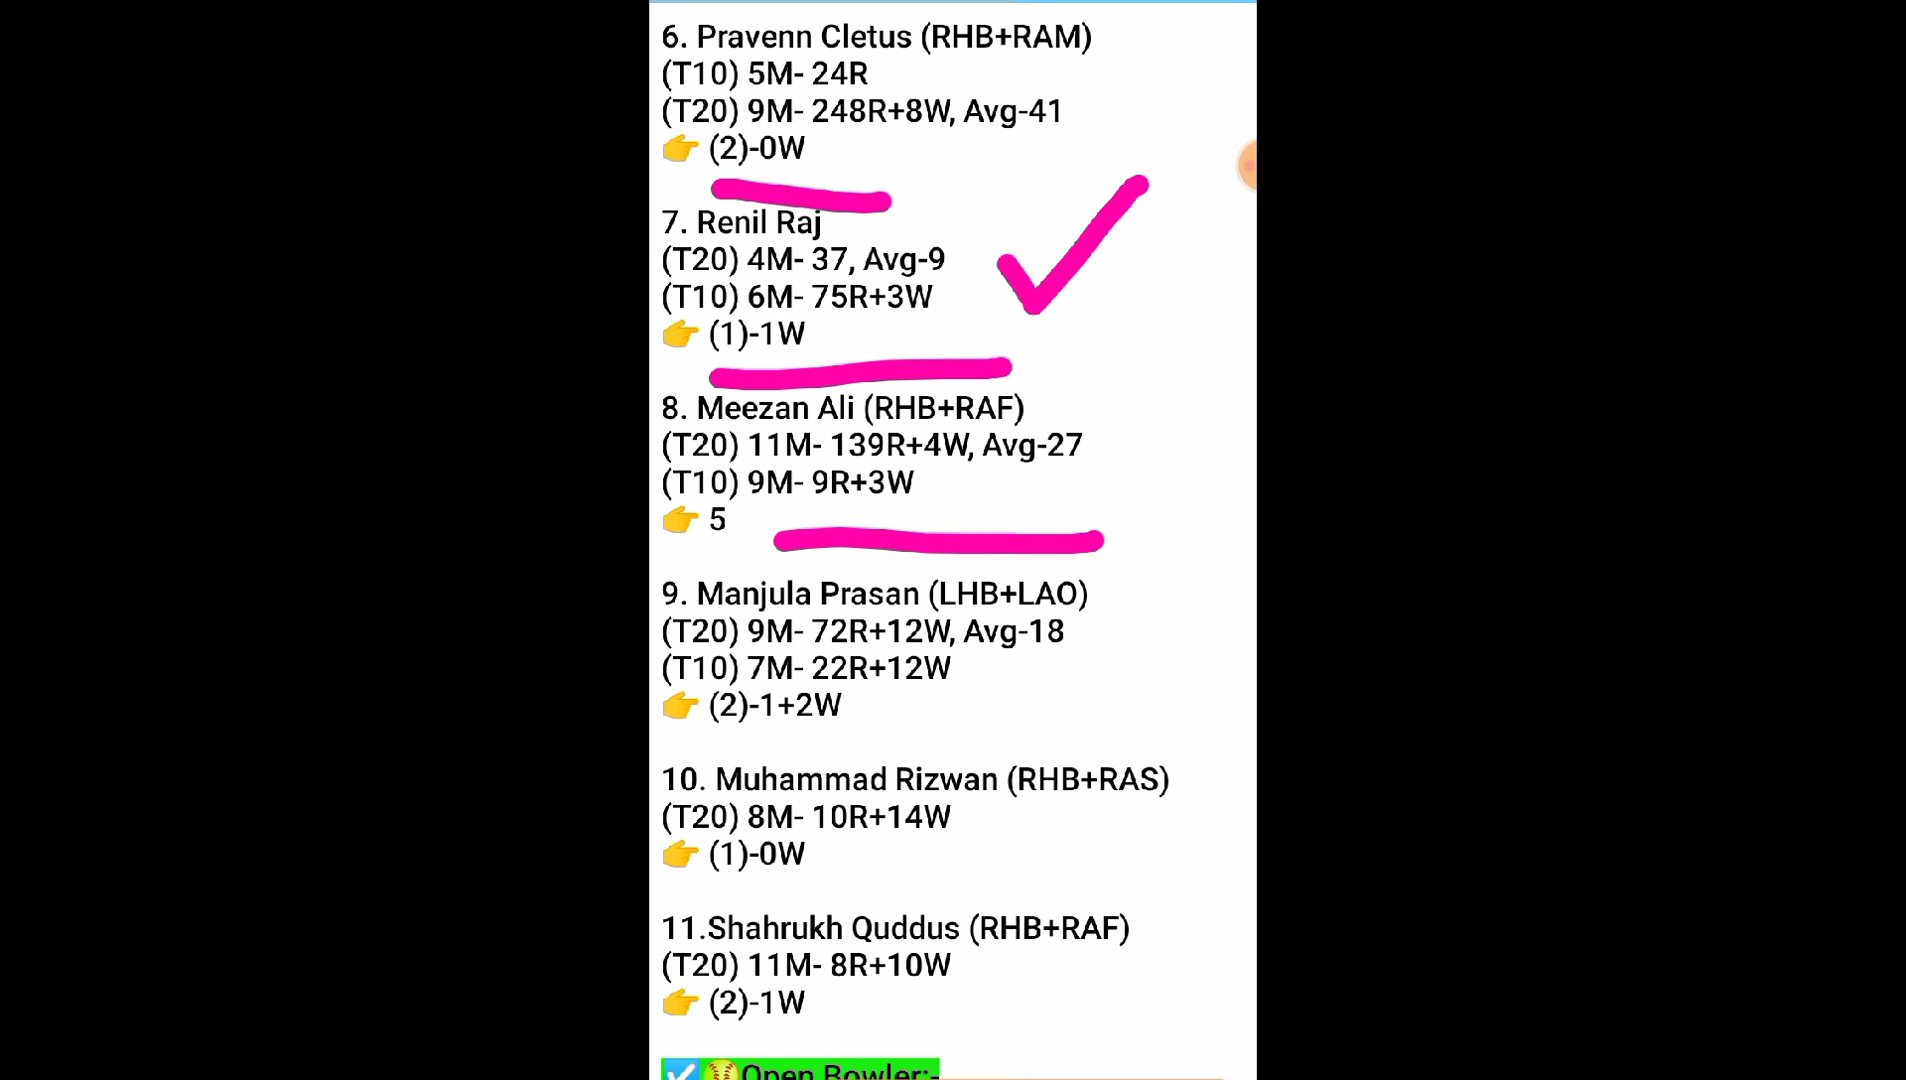 6. Pravenn Cletus (RHB+RAM)
(T10) 5M- 24R
(T20) 9M- 248R+8W, Avg-41
👉 (2)-0W
7. Renil Raj
(T20) 4M- 37, Avg-9
(T10) 6M- 75R+3W
👉 (1)-1W
8. Meezan Ali (RHB+RAF)
(T20) 11M- 139R+4W, Avg-27
(T10) 9M- 9R+3W
👉 5
9. Manjula Prasan (LHB+LAO)
(T20) 9M- 72R+12W, Avg-18
(T10) 7M- 22R+12W
👉 (2)-1+2W
10. Muhammad Rizwan (RHB+RAS)
(T20) 8M- 10R+14W
👉 (1)-0W
11.Shahrukh Quddus (RHB+RAF)
(T20) 11M- 8R+10W
👉 (2)-1W
☑️🥎Open Bowler:-